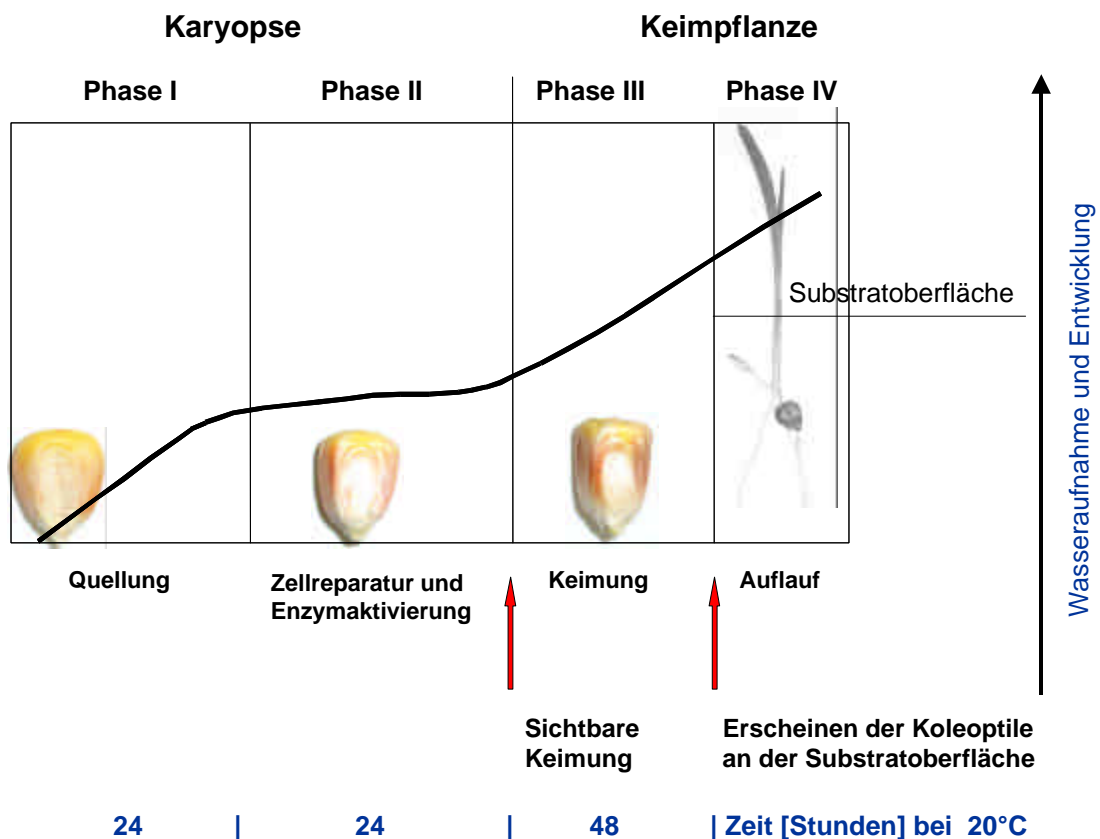 Karyopse
Keimpflanze
Phase I
Phase II
Phase III
Phase IV
Substratoberfläche
Wasseraufnahme und Entwicklung
Quellung
Zellreparatur und
Enzymaktivierung
Keimung
Auflauf
Sichtbare
Keimung
Erscheinen der Koleoptile
an der Substratoberfläche
24 | 24 | 48 | Zeit [Stunden] bei 20°C